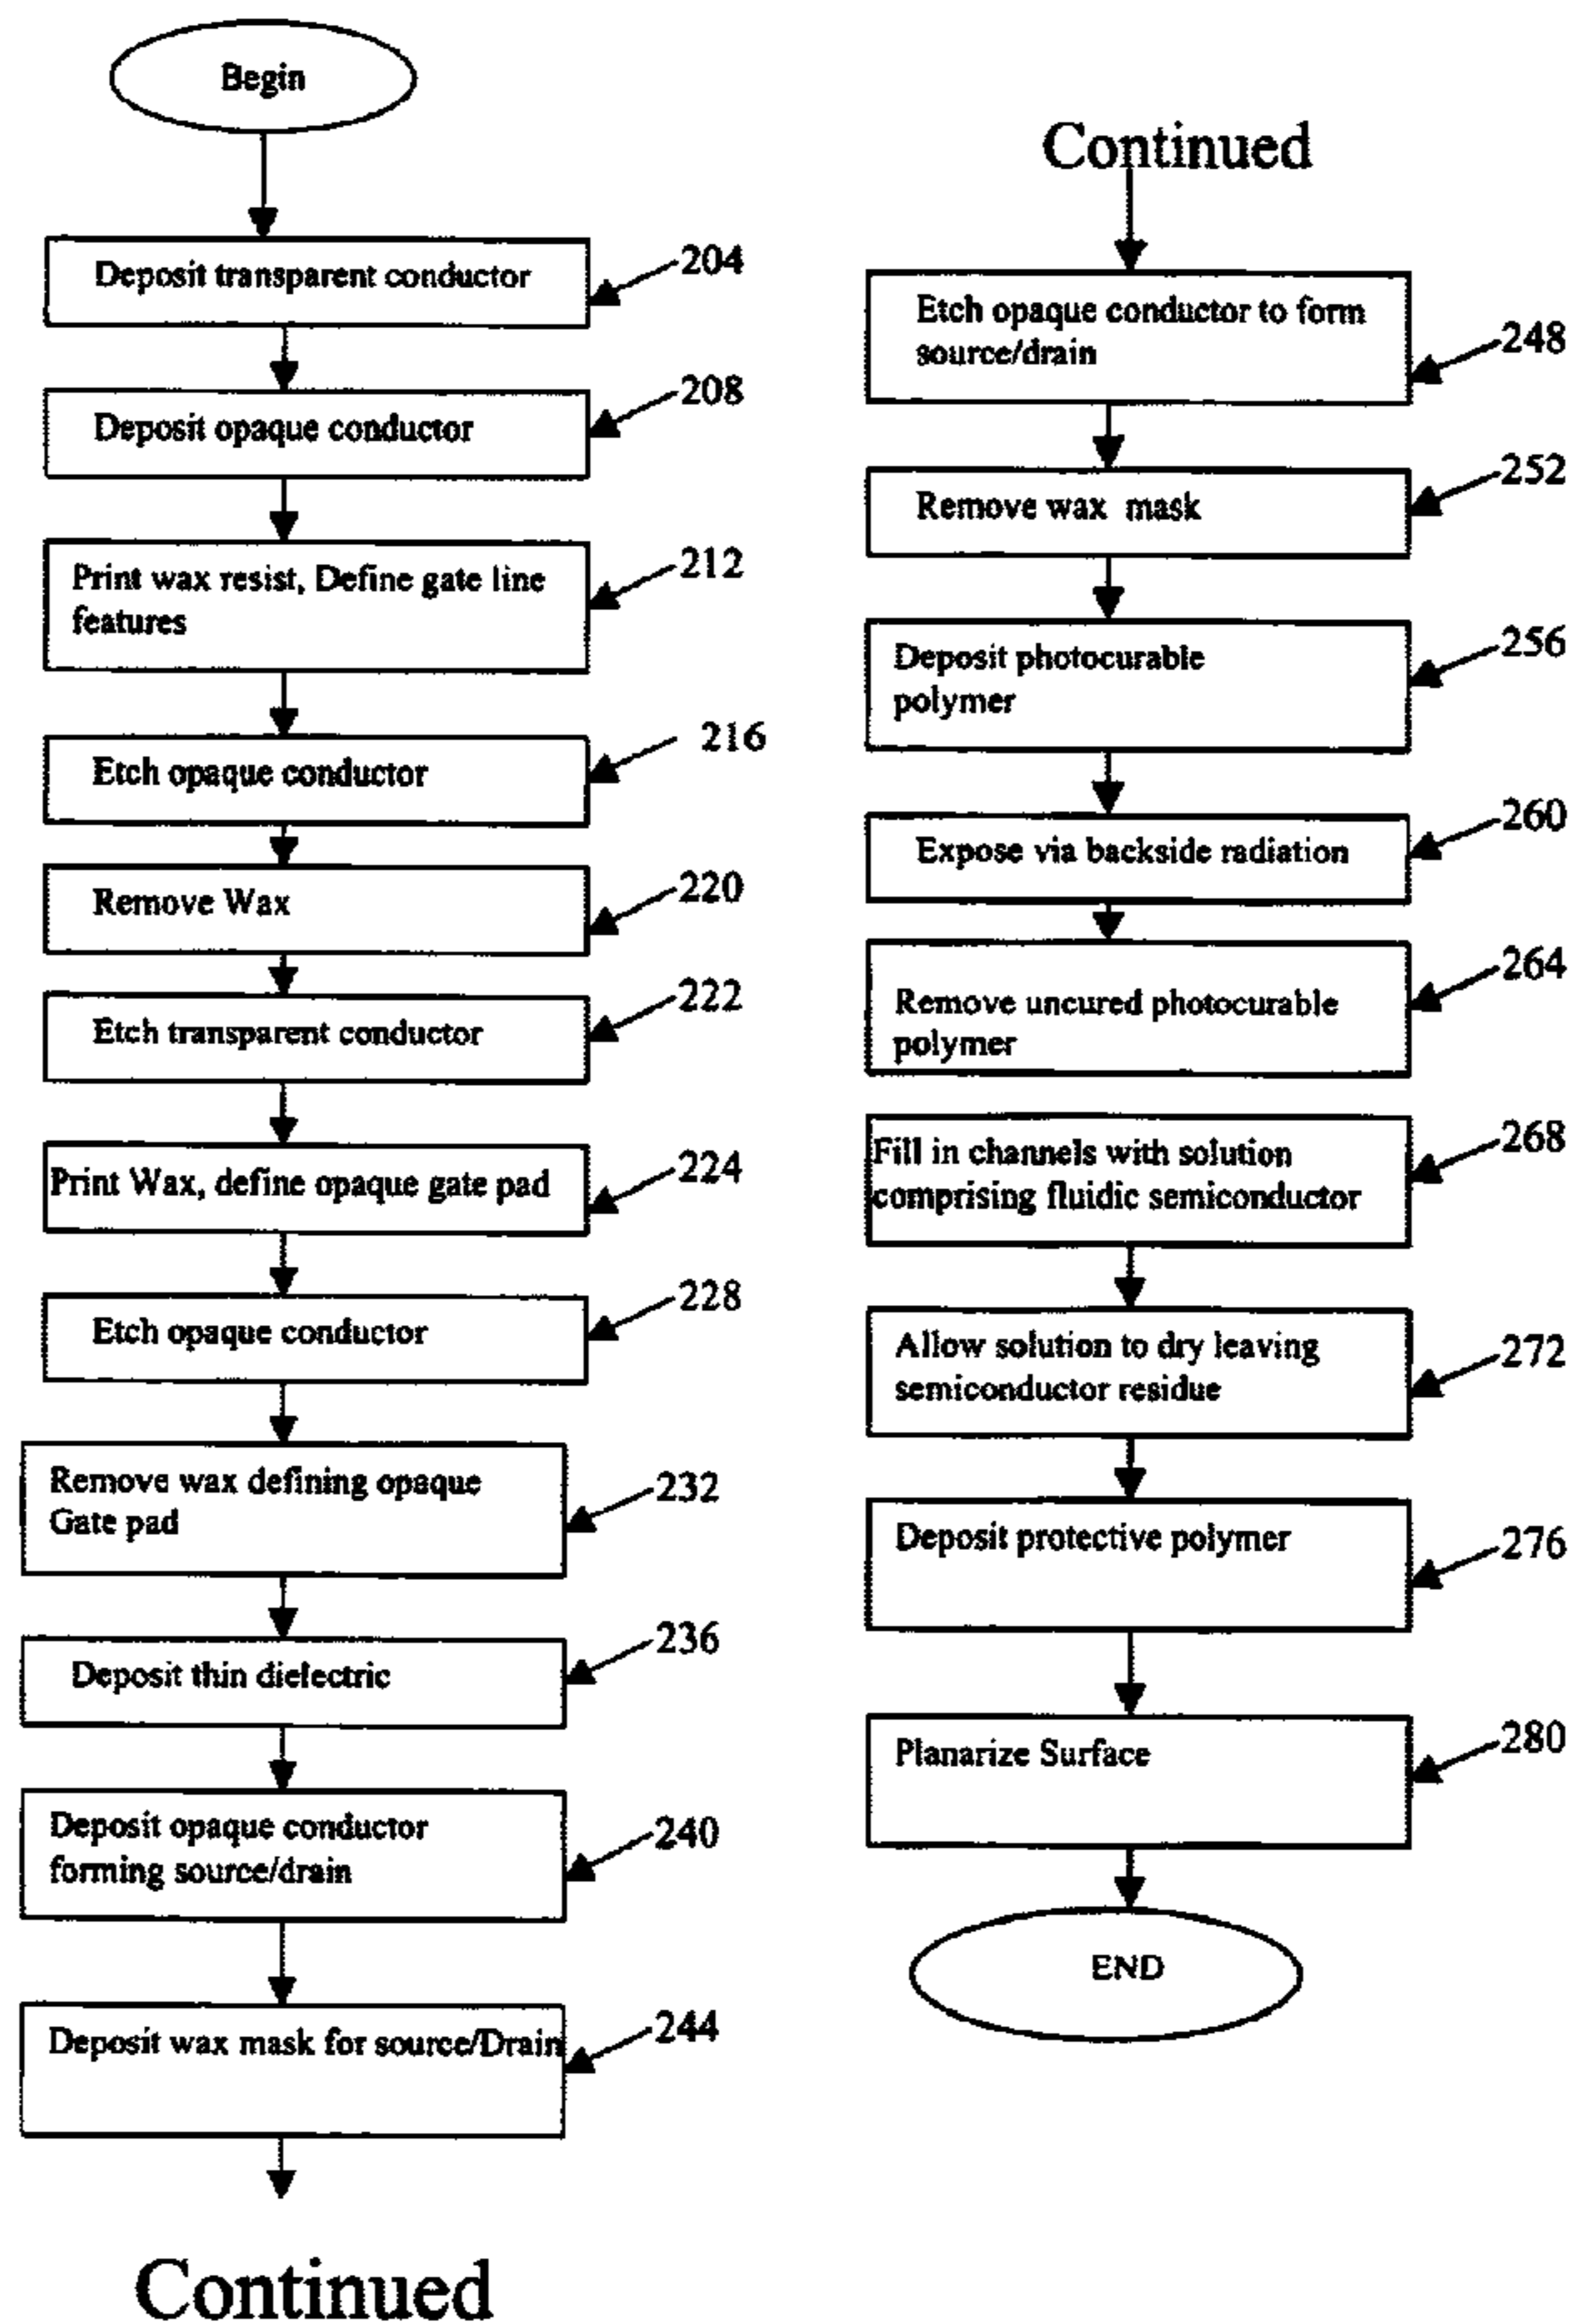 Begin
Deposit transparent conductor
204
Deposit opaque conductor
208
Print wax resist, Define gate line
features
212
Etch opaque conductor
216
Remove Wax
220
Etch transparent conductor
222
Print Wax, define opaque gate pad
224
Etch opaque conductor
228
Remove wax defining opaque
Gate pad
232
Deposit thin dielectric
236
Deposit opaque conductor
forming source/drain
240
Deposit wax mask for source/Drain
244
Continued
Continued
Etch opaque conductor to form
source/drain
248
Remove wax mask
252
Deposit photocurable
polymer
256
Expose via backside radiation
260
Remove uncured photocurable
polymer
264
Fill in channels with solution
comprising fluidic semiconductor
268
Allow solution to dry leaving
semiconductor residue
272
Deposit protective polymer
276
Planarize Surface
280
END